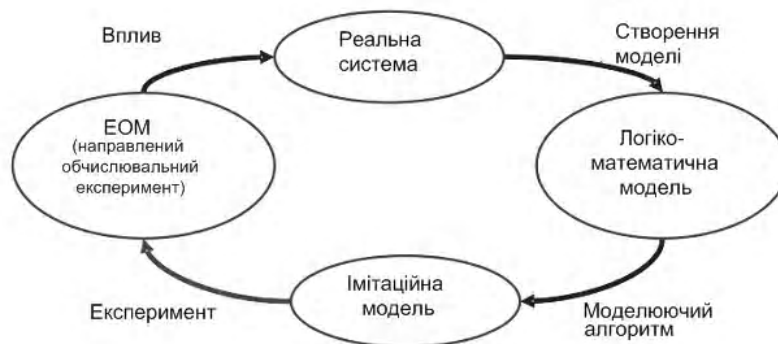 Вплив
Реальна
система
Створення
моделі
ЕОМ
(направлений
обчислювальний
експеримент)
Логіко-
математична
модель
Імітаційна
модель
Експеримент
Моделюючий
алгоритм